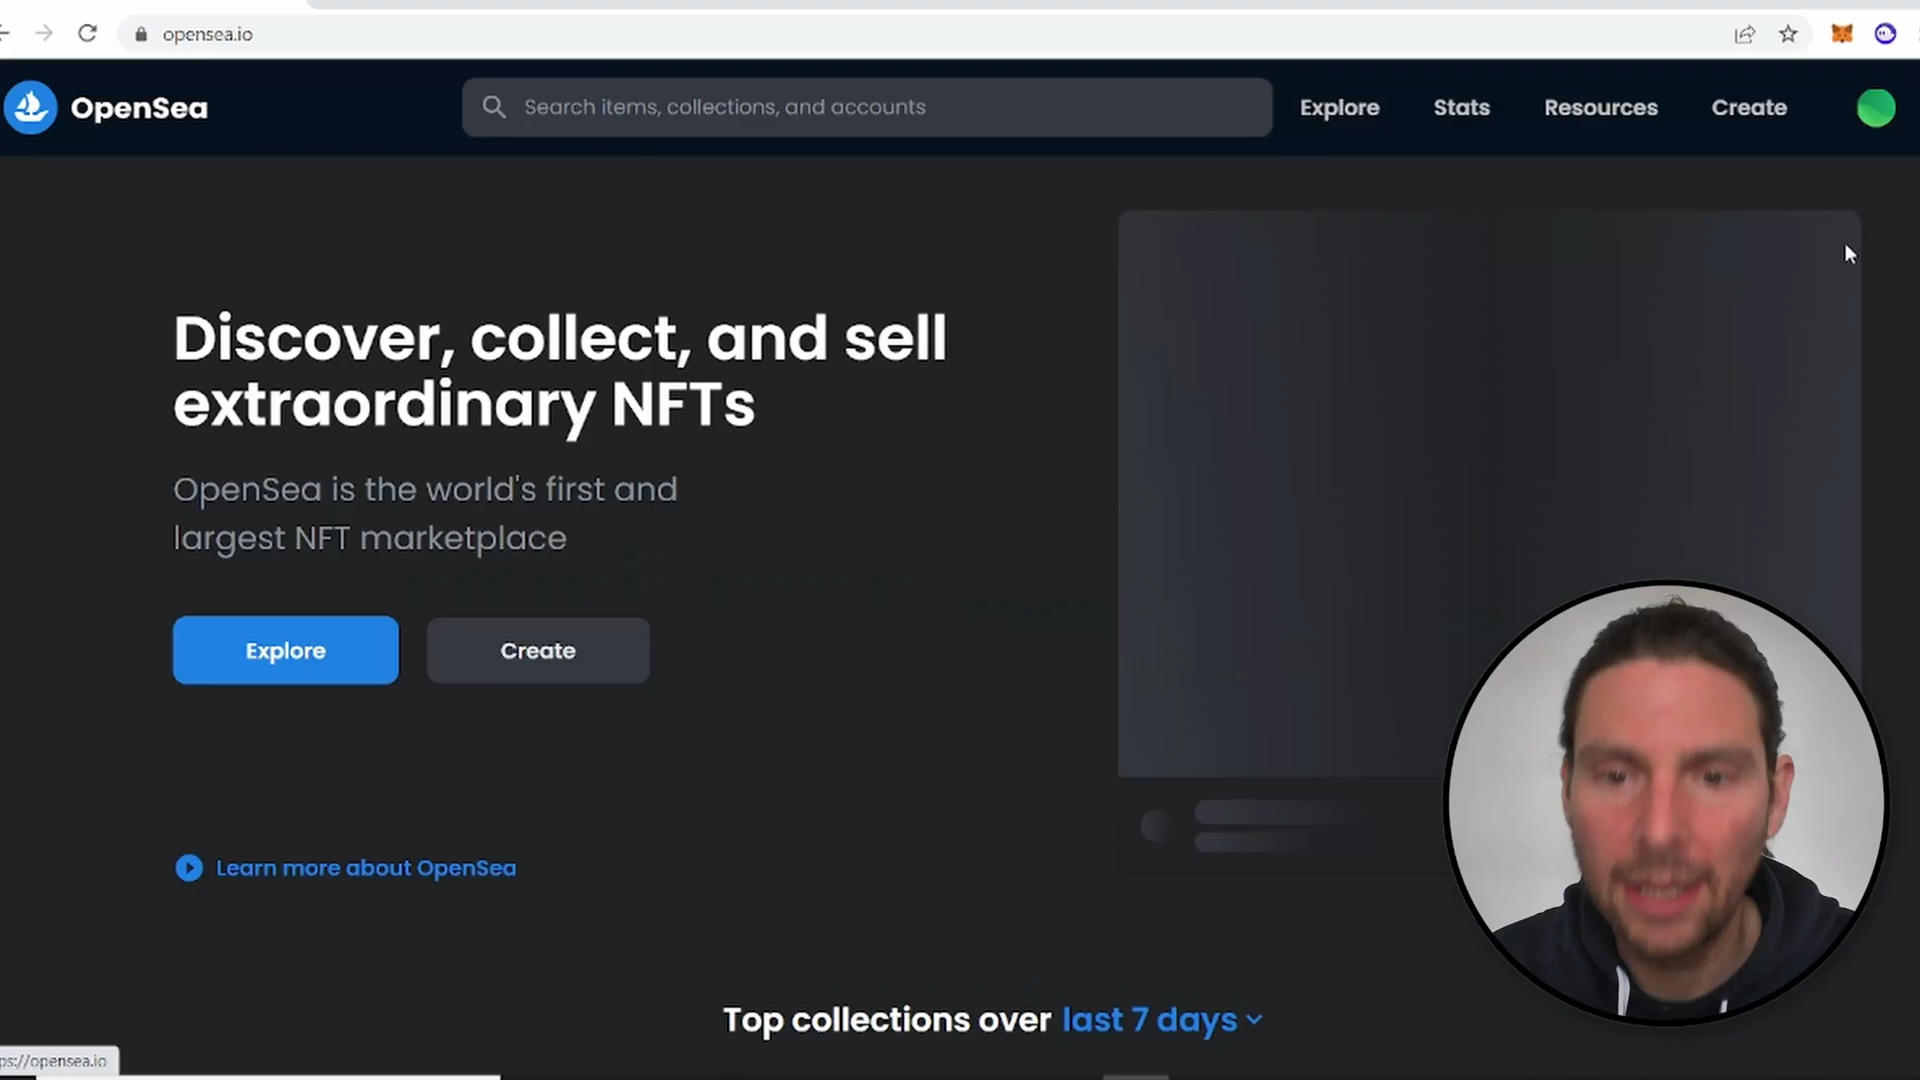 opensea.io
OpenSea
Search items, collections, and accounts
Explore
Stats
Resources
Create
Discover, collect, and sell
extraordinary NFTs
OpenSea is the world's first and
largest NFT marketplace
Explore
Create
Learn more about OpenSea
Top collections over last 7 days
ps://opensea.io